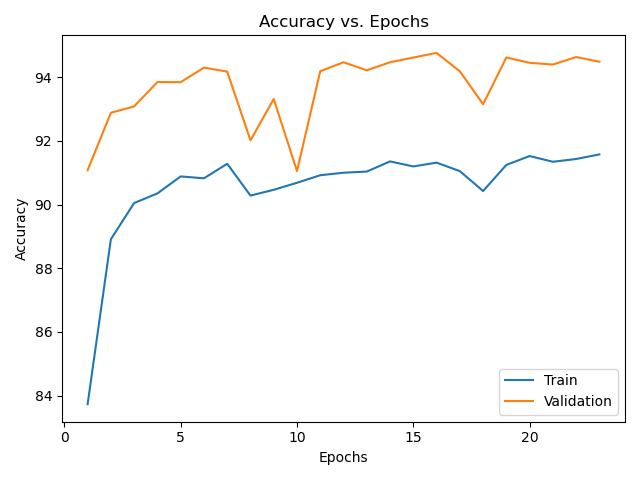 Accuracy vs. Epochs
Accuracy
94
92
90
88
86
84
0 5 10 15 20
Epochs
Train
Validation